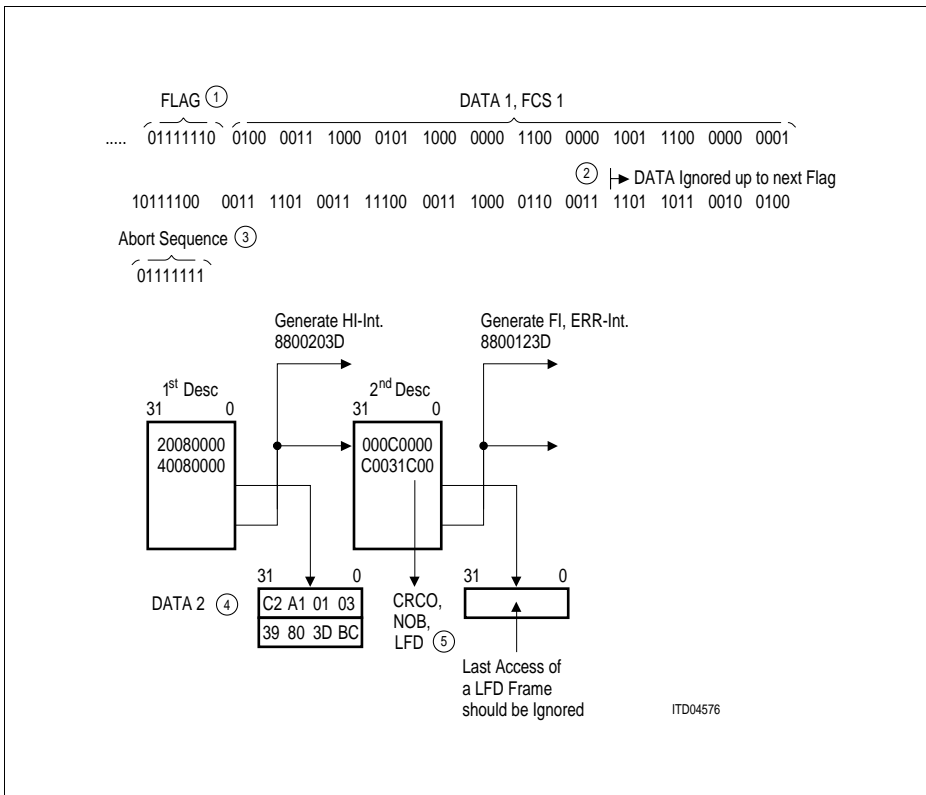 FLAG 1 DATA 1, FCS 1
..... 01111110 0100 0011 1000 0101 1000 0000 1100 0000 1001 1100 0000 0001
2 DATA Ignored up to next Flag
10111100 0011 1101 0011 11100 0011 1000 0110 0011 1101 1011 0010 0100
Abort Sequence 3
01111111
Generate HI-Int.
8800203D
Generate FI, ERR-Int.
8800123D
1st Desc
31 0
20080000
40080000
2nd Desc
31 0
000C0000
C0031C00
31 0
DATA 2 4
C2 A1 01 03
39 80 3D BC
CRCO,
NOB,
LFD 5
31 0
Last Access of
a LFD Frame
should be Ignored
ITD04576